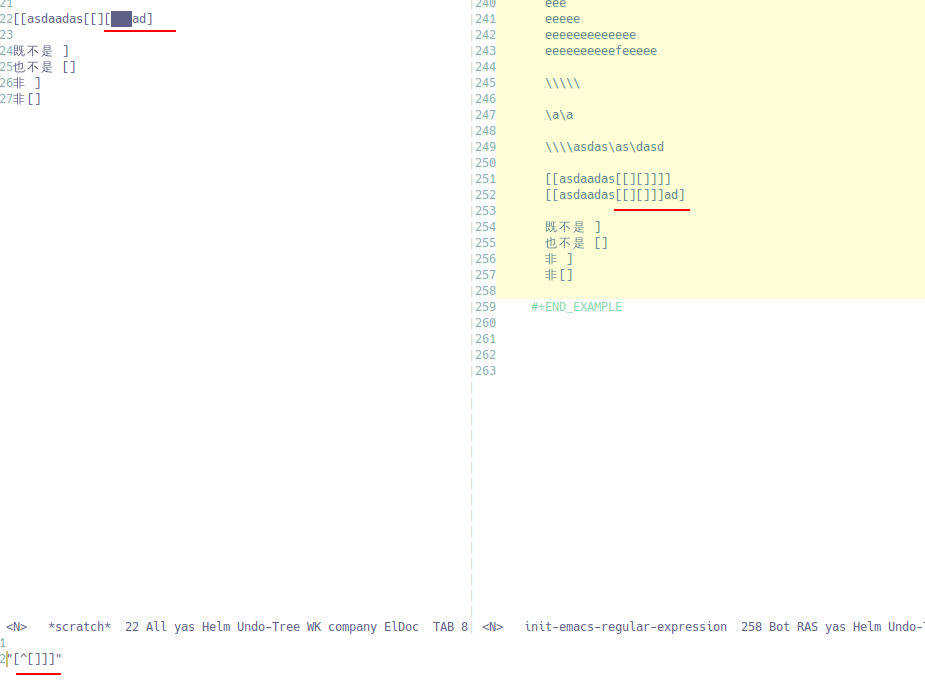 21
22[[asdaadas[[][ ad]
23
24既不是 ]
25也不是 []
26非 ]
27非[]
<N> *scratch* 22 All yas Helm Undo-Tree WK company ElDoc TAB 8
240 eee
241 eeeee
242 eeeeeeeeeeeee
243 eeeeeeeeeefeeeee
244
245 \\\\\
246
247 \a\a
248
249 \\\\asdas\as\dasd
250
251 [[asdaadas[[][]]]]
252 [[asdaadas[[][]]]ad]
253
254 既不是 ]
255 也不是 []
256 非 ]
257 非[]
258
259 #+END_EXAMPLE
260
261
262
263
<N> init-emacs-regular-expression 258 Bot RAS yas Helm Undo-
1
2"[^[]]]"